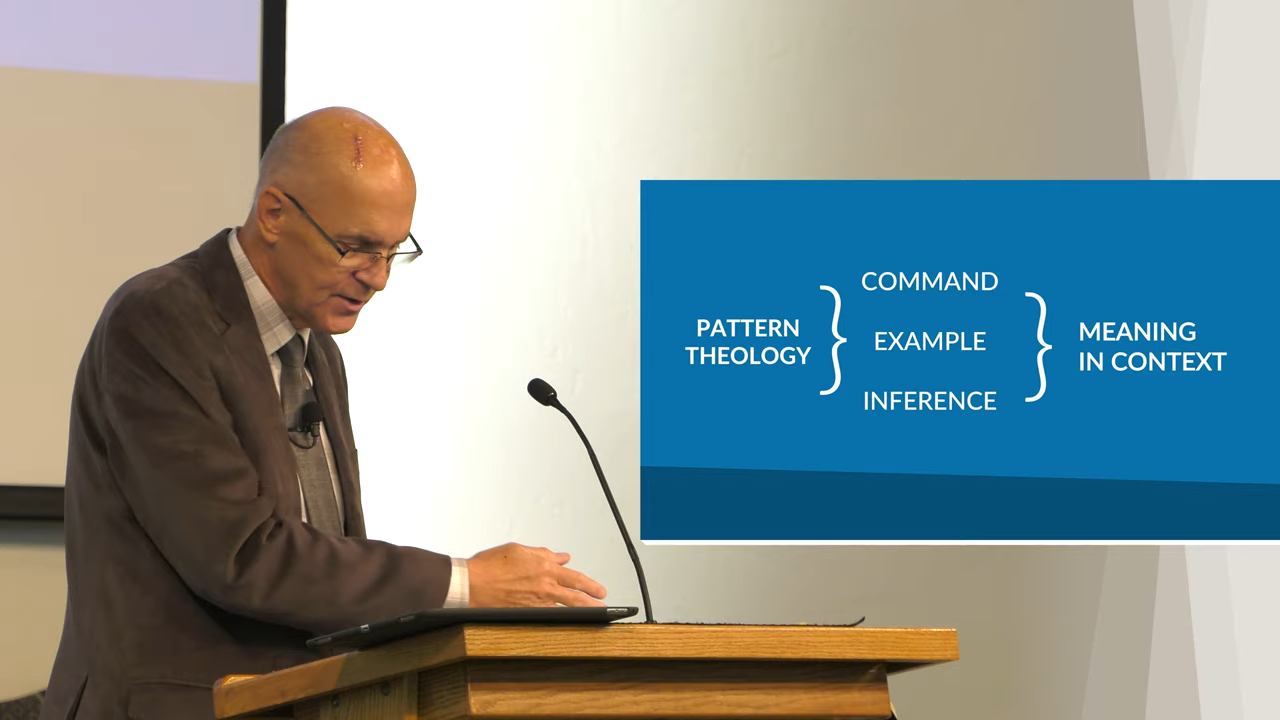 PATTERN
THEOLOGY
COMMAND
EXAMPLE
INFERENCE
MEANING
IN CONTEXT